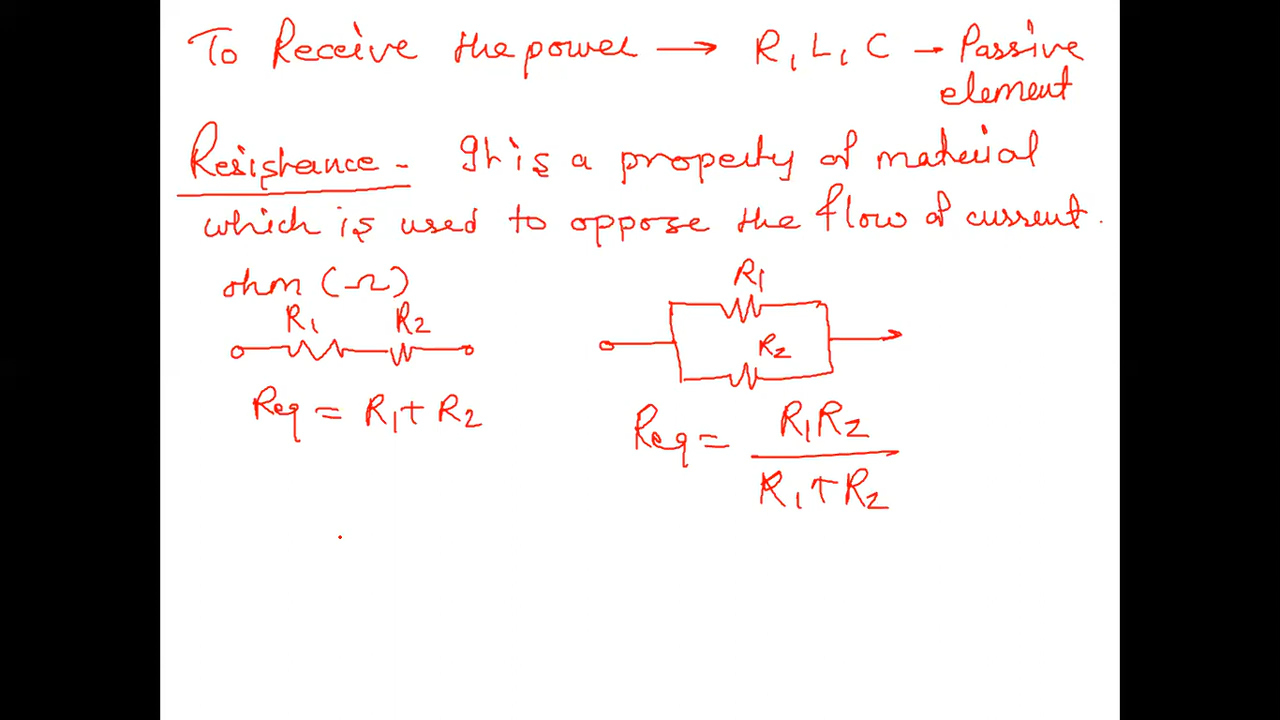 To Receive the power → R, L, C → Passive
element
Resistance - It is a property of material
which is used to oppose the flow of current.
ohm (Ω)
R1 R2
Req = R1 + R2
R1
R2
Req = R1R2
R1 + R2